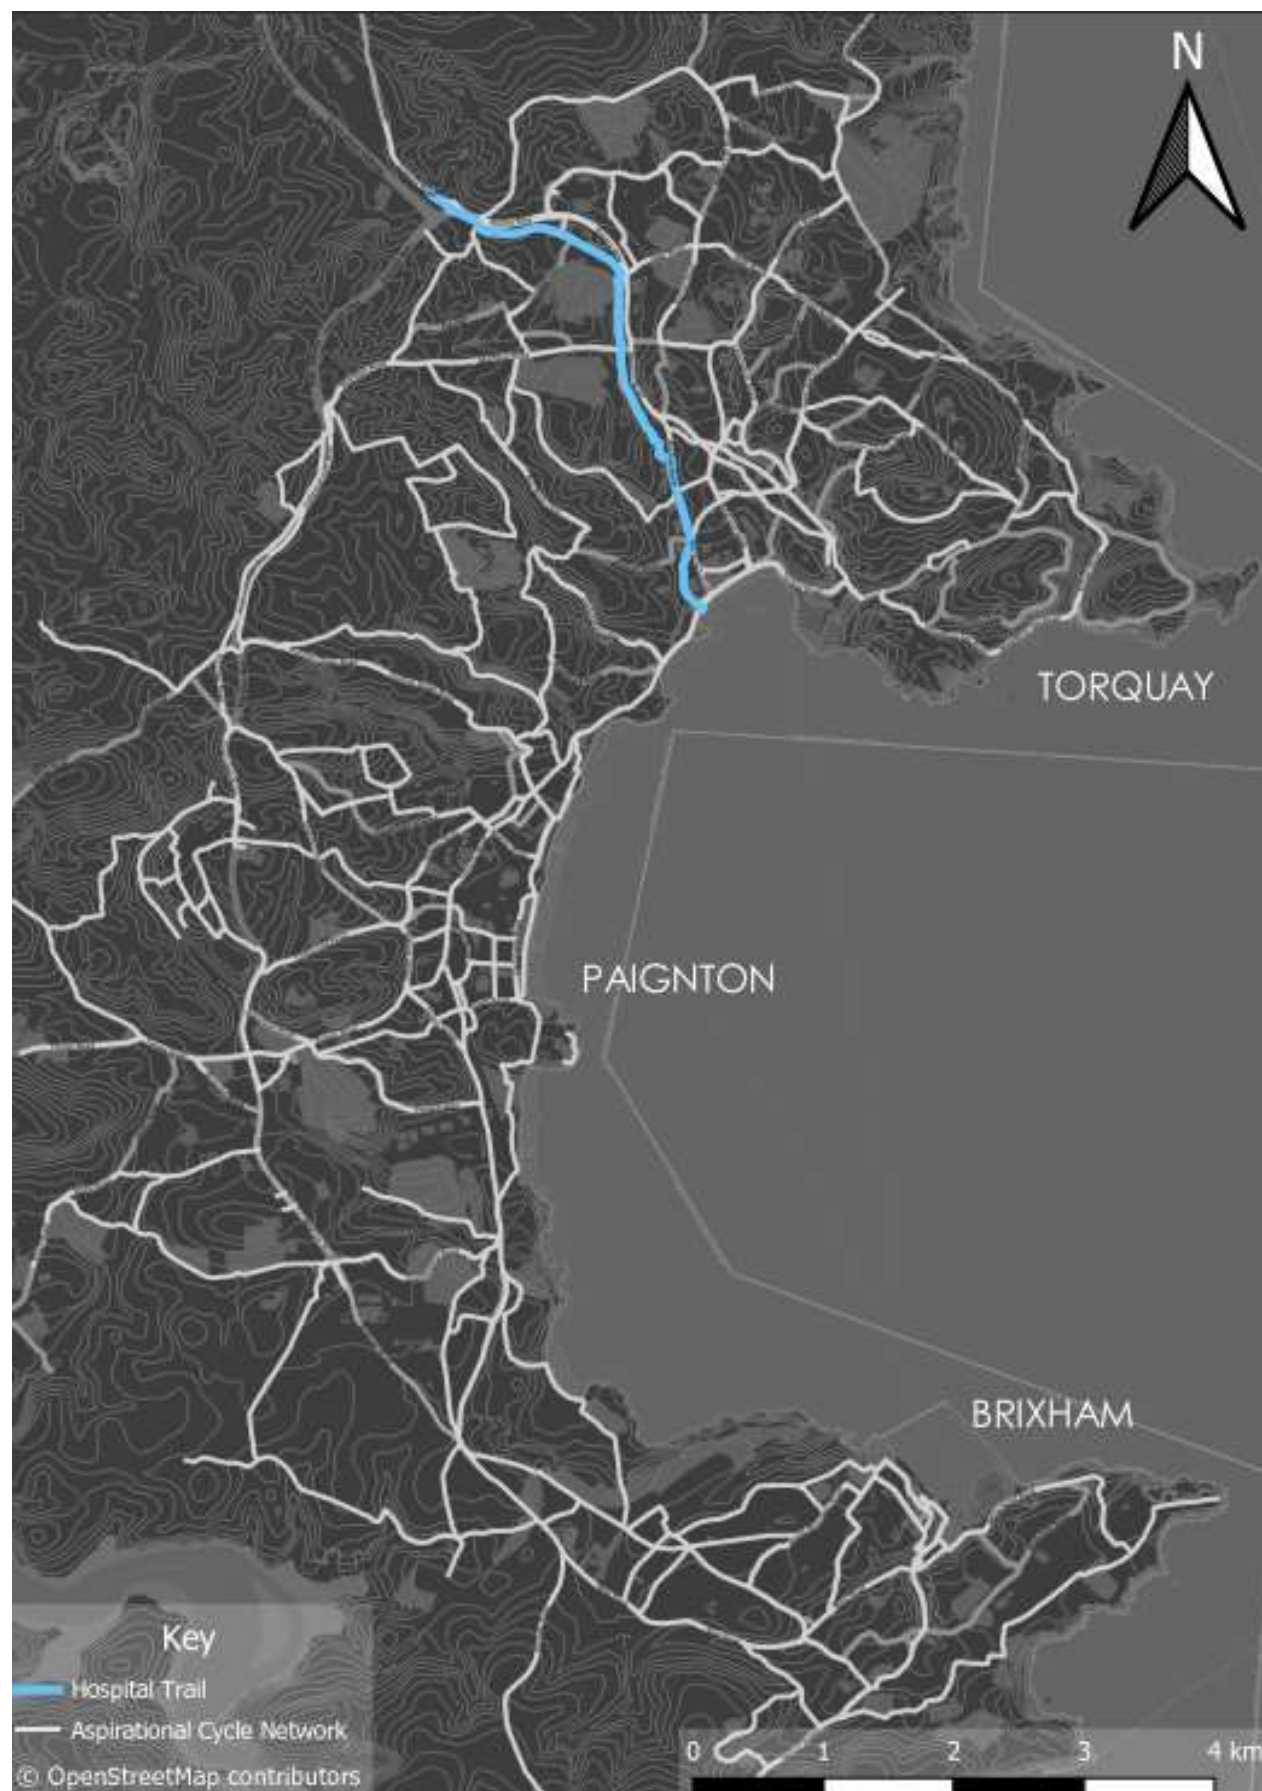 N
TORQUAY
PAIGNTON
BRIXHAM
Key
Hospital Trail
Aspirational Cycle Network
© OpenStreetMap contributors
0 1 2 3 4 km